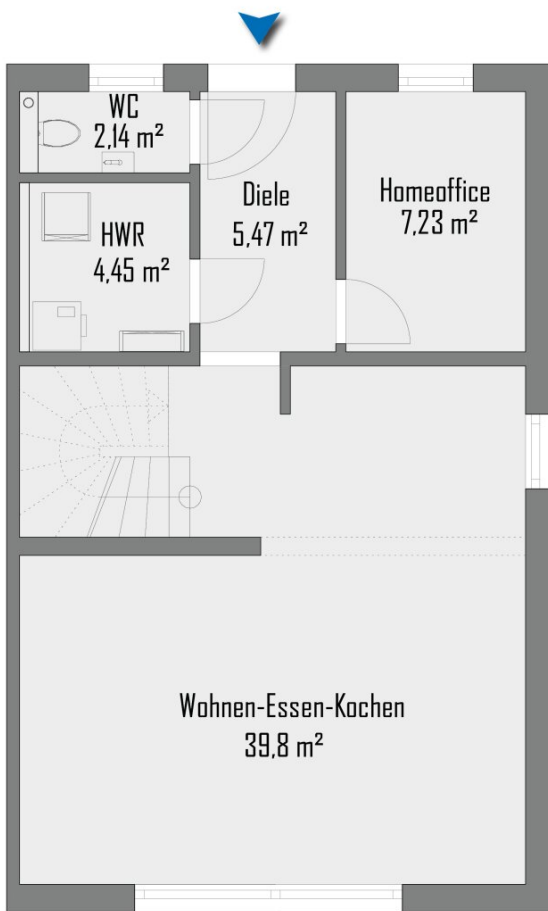 WC
2,14 m²
HWR
4,45 m²
Diele
5,47 m²
Homeoffice
7,23 m²
Wohnen-Essen-Kochen
39,8 m²